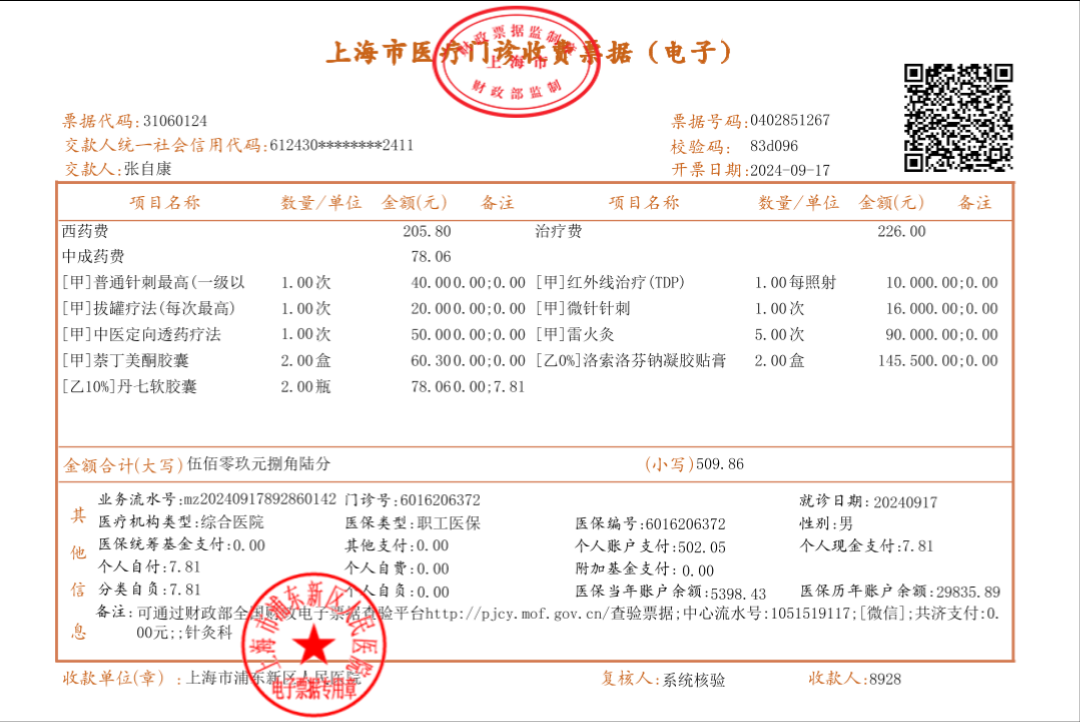 上海市医疗门诊收费票据（电子）
财政票据监制章
上海市
财政部监制
票据代码:31060124
票据号码:0402851267
交款人统一社会信用代码:612430********2411
校验码: 83d096
交款人:张自康
开票日期:2024-09-17
项目名称 数量/单位 金额(元) 备注 项目名称 数量/单位 金额(元) 备注
西药费 205.80 治疗费 226.00
中成药费 78.06
[甲]普通针刺最高(一级以 1.00次 40.000.00;0.00 [甲]红外线治疗(TDP) 1.00每照射 10.000.00;0.00
[甲]拔罐疗法(每次最高) 1.00次 20.000.00;0.00 [甲]微针针刺 1.00次 16.000.00;0.00
[甲]中医定向透药疗法 1.00次 50.000.00;0.00 [甲]雷火灸 5.00次 90.000.00;0.00
[甲]萘丁美酮胶囊 2.00盒 60.300.00;0.00 [乙0%]洛索洛芬钠凝胶贴膏 2.00盒 145.500.00;0.00
[乙10%]丹七软胶囊 2.00瓶 78.060.00;7.81
金额合计(大写)伍佰零玖元捌角陆分 (小写)509.86
其他信息
业务流水号:mz20240917892860142 门诊号:6016206372 就诊日期: 20240917
医疗机构类型:综合医院 医保类型:职工医保 医保编号:6016206372 性别:男
医保统筹基金支付:0.00 其他支付:0.00 个人账户支付:502.05 个人现金支付:7.81
个人自付:7.81 个人自费:0.00 附加基金支付: 0.00
分类自负:7.81 个人自负:0.00 医保当年账户余额:5398.43 医保历年账户余额:29835.89
备注: 可通过财政部全国财政电子票据查验平台http://pjcy.mof.gov.cn/查验票据;中心流水号:1051519117;[微信];共济支付:0.
00元;;针灸科
上海市浦东新区人民医院
电子票据专用章
收款单位(章) :上海市浦东新区人民医院 复核人:系统核验 收款人:8928